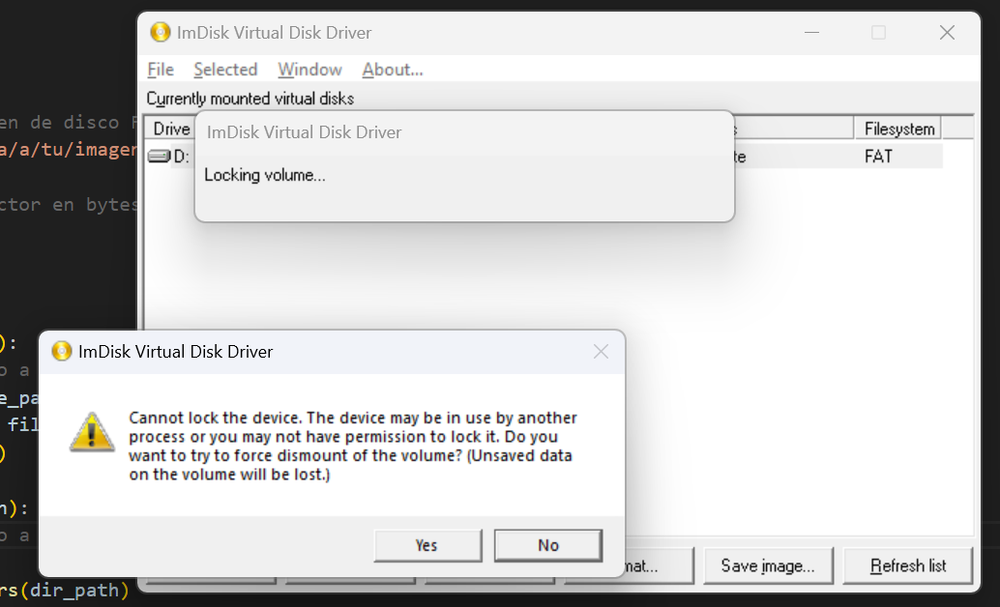 ImDisk Virtual Disk Driver
File Selected Window About...
Currently mounted virtual disks
Drive Filesystem
D: FAT
ImDisk Virtual Disk Driver
Locking volume...
en de disco
a/a/tu/imagen
ctor en bytes
):
o a
e_pa
fil
)
):
o a
rs(dir_path)
ImDisk Virtual Disk Driver
Cannot lock the device. The device may be in use by another
process or you may not have permission to lock it. Do you
want to try to force dismount of the volume? (Unsaved data
on the volume will be lost.)
Yes No
mat... Save image... Refresh list